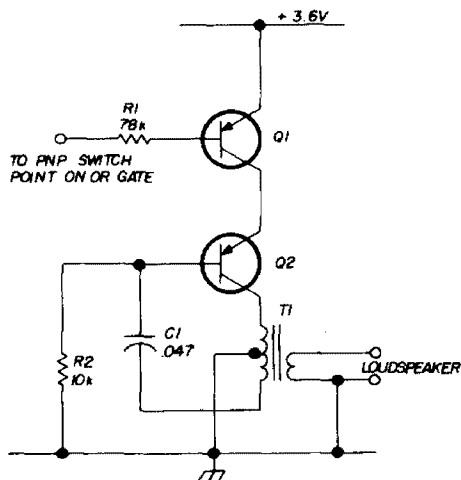 + 3.6V
R1
78k
Q1
TO PNP SWITCH
POINT ON OR GATE
Q2
T1
C1
.047
R2
10k
LOUDSPEAKER